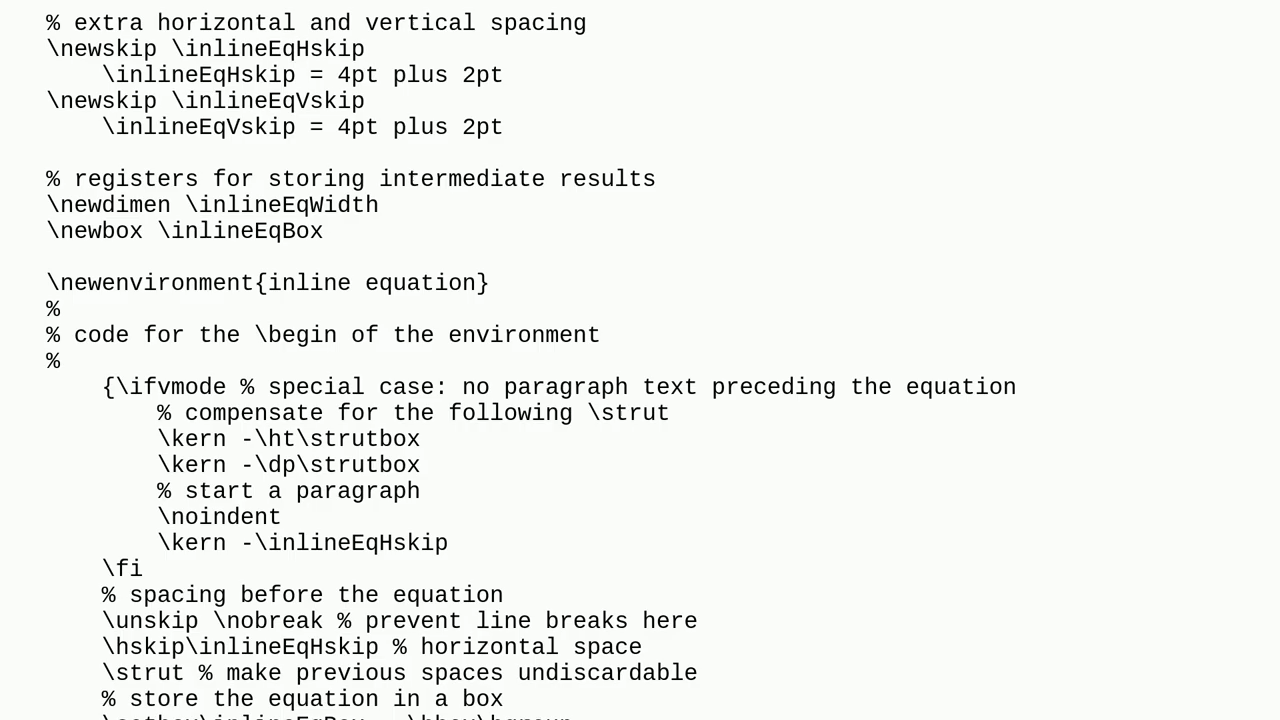 % extra horizontal and vertical spacing
\newskip \inlineEqHskip
    \inlineEqHskip = 4pt plus 2pt
\newskip \inlineEqVskip
    \inlineEqVskip = 4pt plus 2pt

% registers for storing intermediate results
\newdimen \inlineEqWidth
\newbox \inlineEqBox

\newenvironment{inline equation}
%
% code for the \begin of the environment
%
    {\ifvmode % special case: no paragraph text preceding the equation
        % compensate for the following \strut
        \kern -\ht\strutbox
        \kern -\dp\strutbox
        % start a paragraph
        \noindent
        \kern -\inlineEqHskip
    \fi
    % spacing before the equation
    \unskip \nobreak % prevent line breaks here
    \hskip\inlineEqHskip % horizontal space
    \strut % make previous spaces undiscardable
    % store the equation in a box